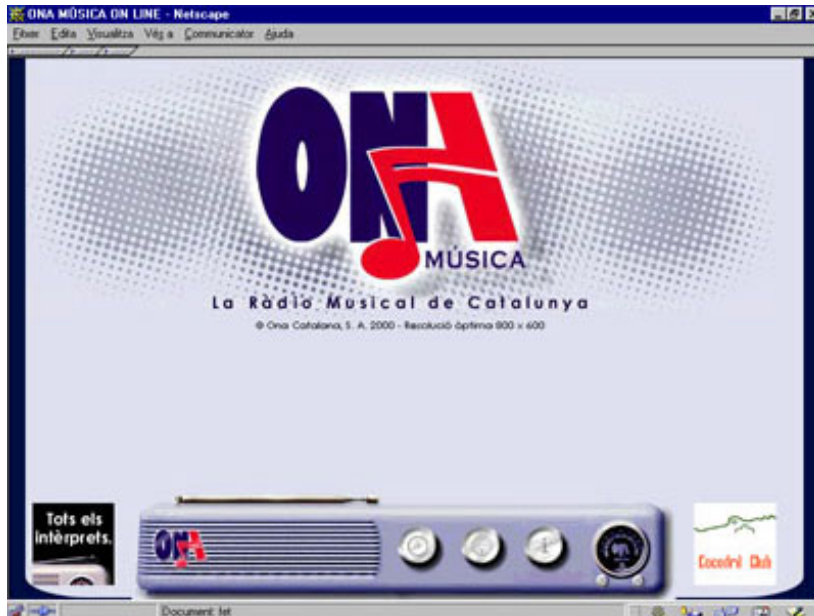 ONA MÚSICA ON LINE - Netscape
Fitxer Edita Visualitza Vés a Communicator Ajuda
ONA
MÚSICA
La Ràdio Musical de Catalunya
© Ona Catalana, S. A. 2000 - Resolució òptima 800 x 600
Tots els
intèrprets.
ONA
Cocodril Club
Document: fet